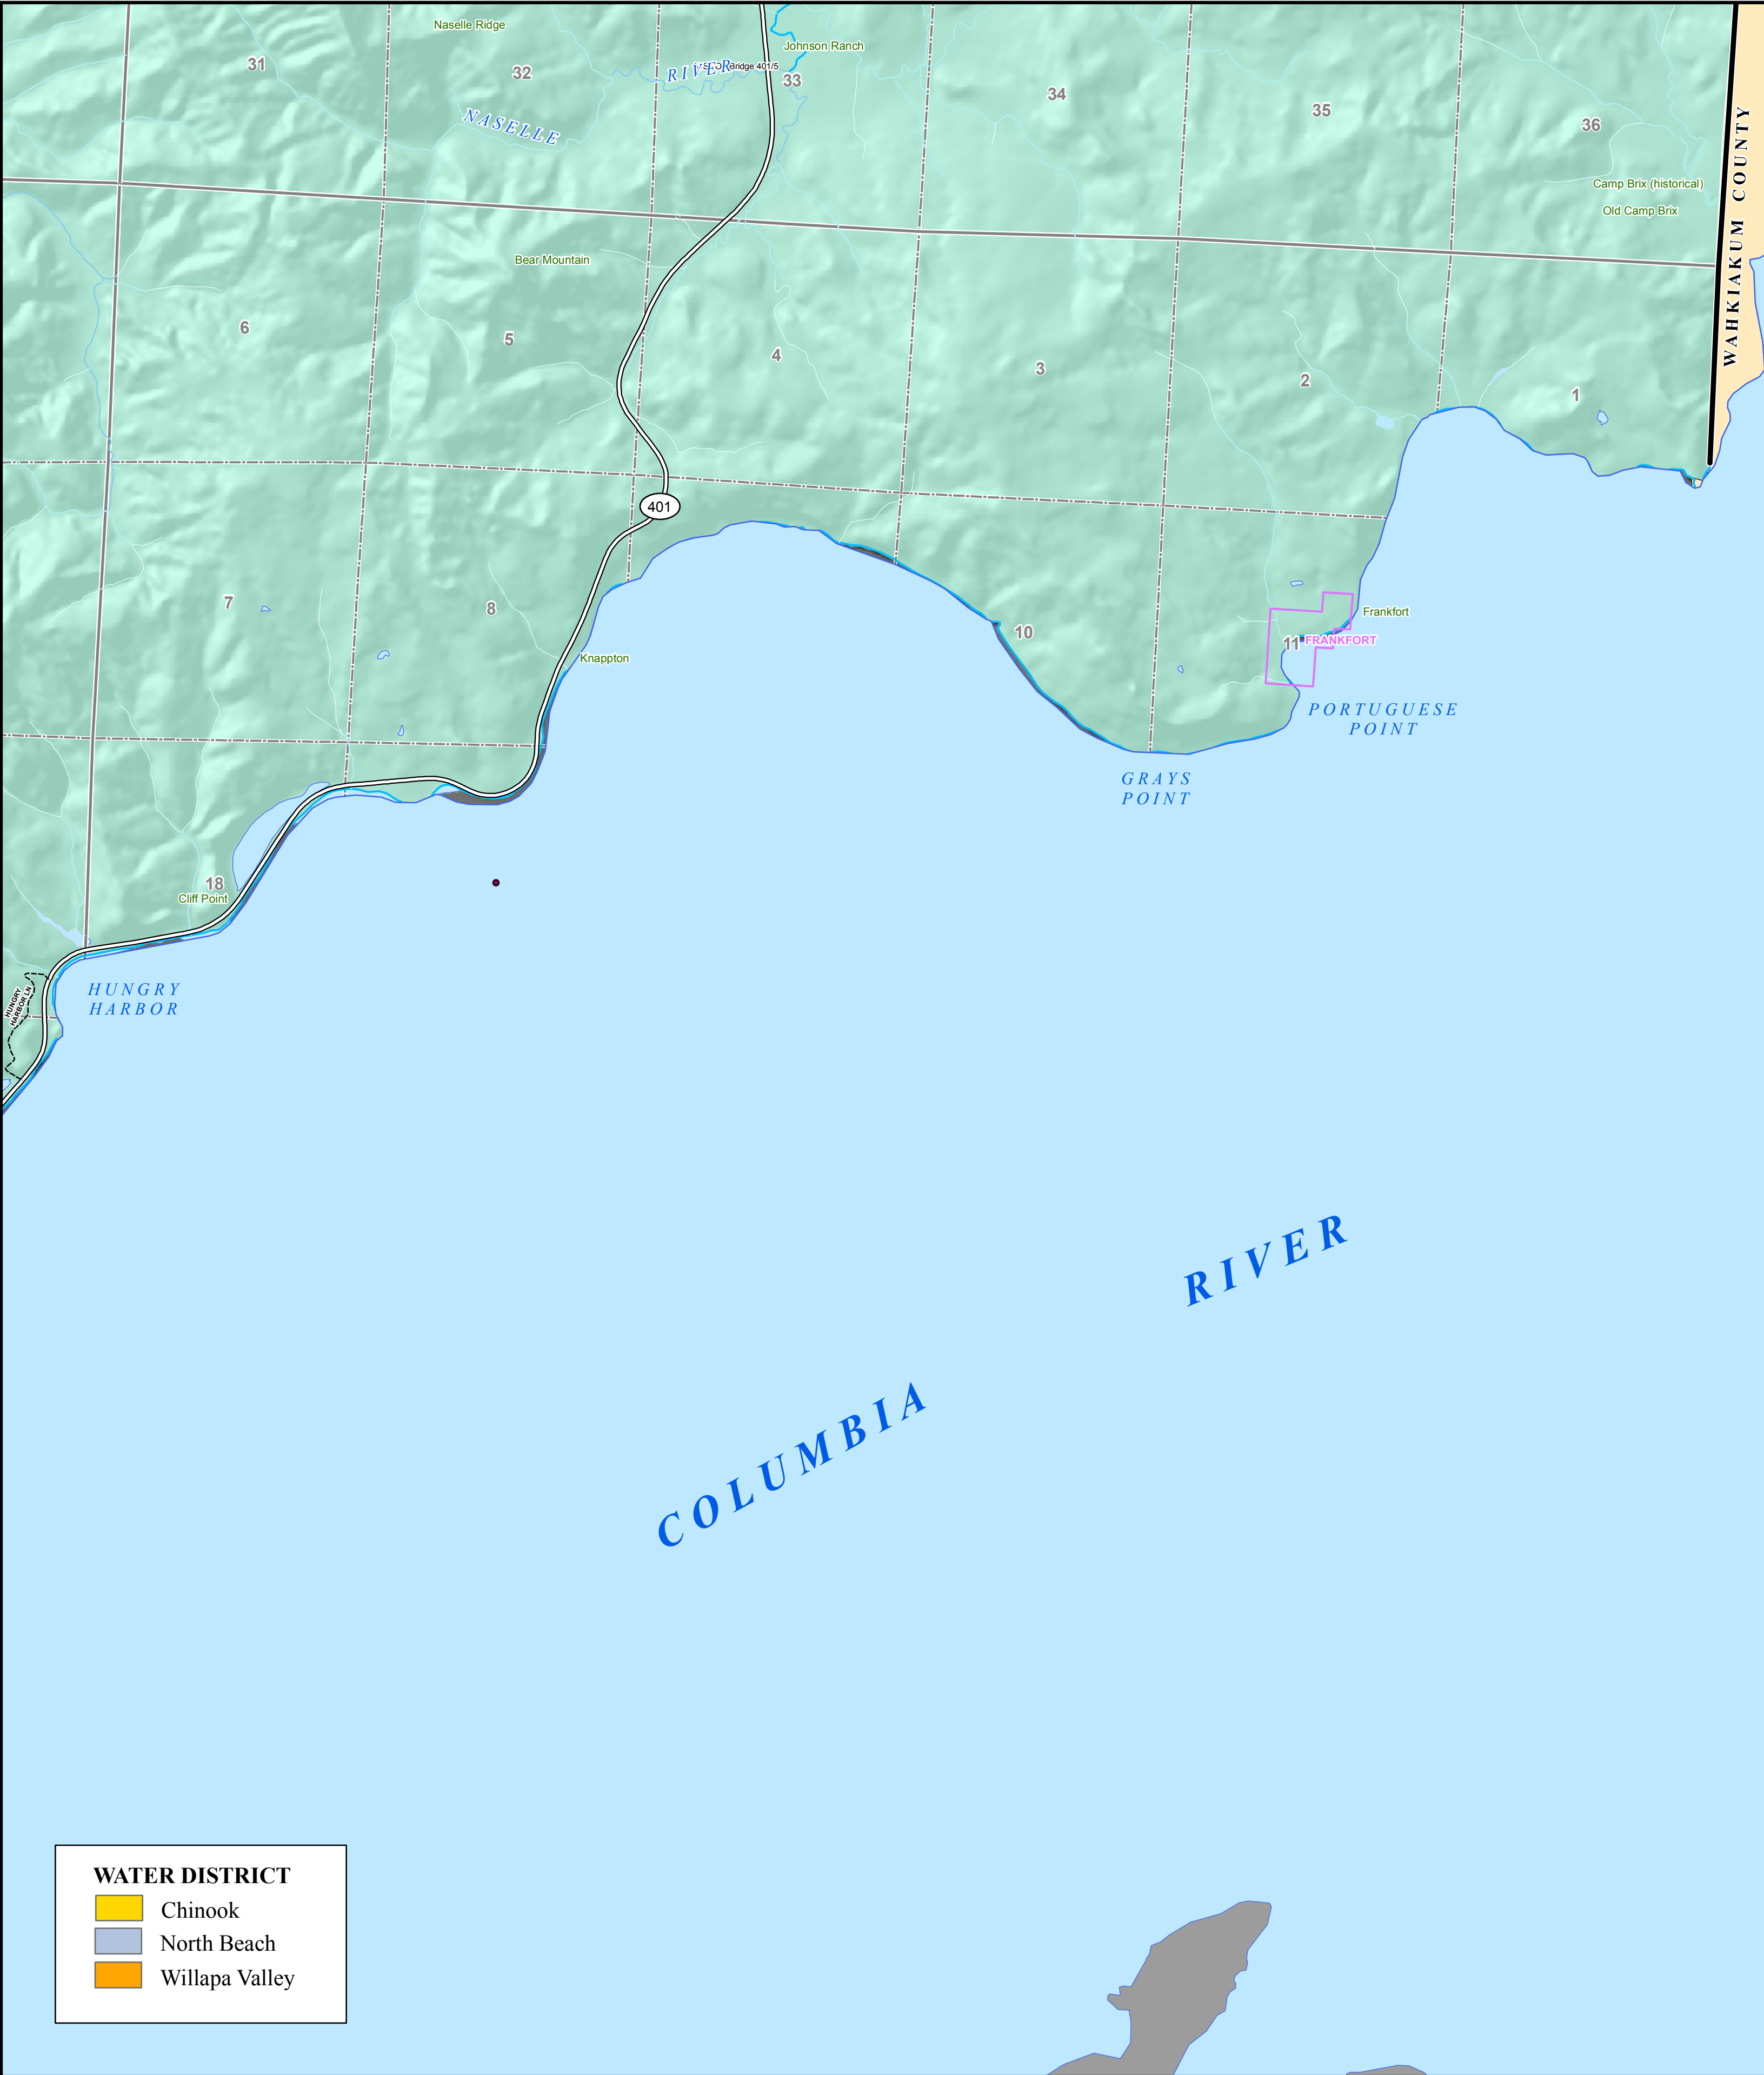 Naselle Ridge
Johnson Ranch
31
32
RIVER
Bridge 401/5
33
34
35
36
NASELLE
WAHKIAKUM COUNTY
Camp Brix (historical)
Old Camp Brix
Bear Mountain
6
5
4
3
2
1
401
7
8
10
11
Frankfort
FRANKFORT
Knappton
PORTUGUESE
POINT
GRAYS
POINT
18
Cliff Point
HUNGRY
HARBOR
HUNGRY
HARBOR LN
RIVER
COLUMBIA
WATER DISTRICT
Chinook
North Beach
Willapa Valley